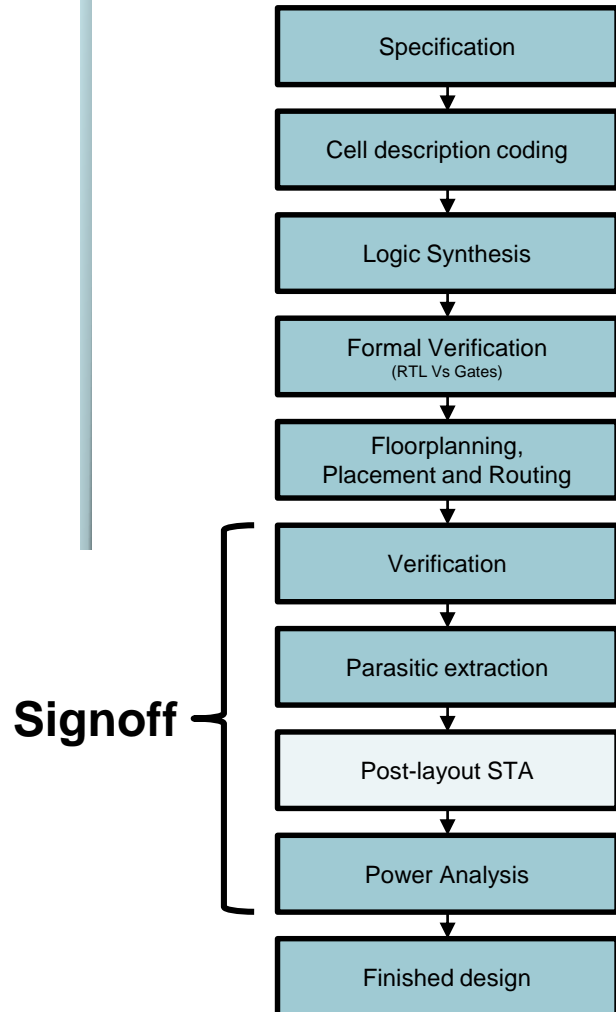 Specification
Cell description coding
Logic Synthesis
Formal Verification
(RTL Vs Gates)
Floorplanning,
Placement and Routing
Verification
Parasitic extraction
Signoff
Post-layout STA
Power Analysis
Finished design